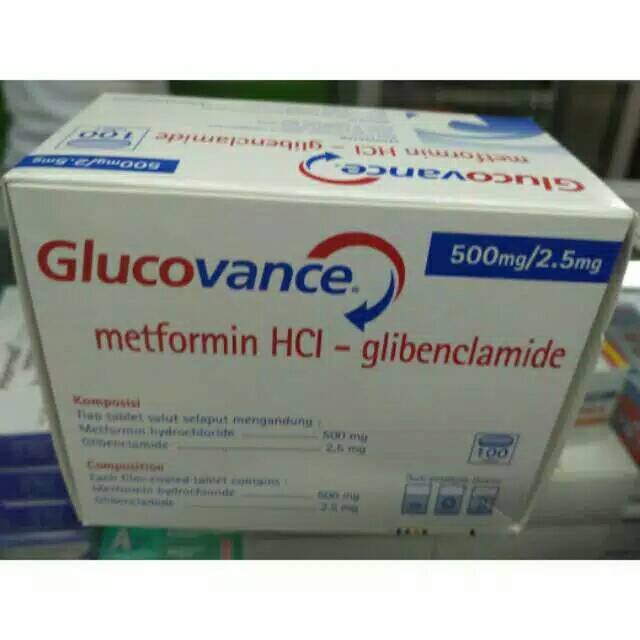 100
500mg/2.5mg
metformin HCl - glibenclamide
Glucovance®
Glucovance®
500mg/2.5mg
metformin HCl – glibenclamide
Komposisi
Tiap tablet salut selaput mengandung :
Metformin hydrochloride 500 mg
Glibenclamide 2,5 mg
100
Composition
Each film-coated tablet contains :
Metformin hydrochloride 500 mg
Glibenclamide 2.5 mg
A